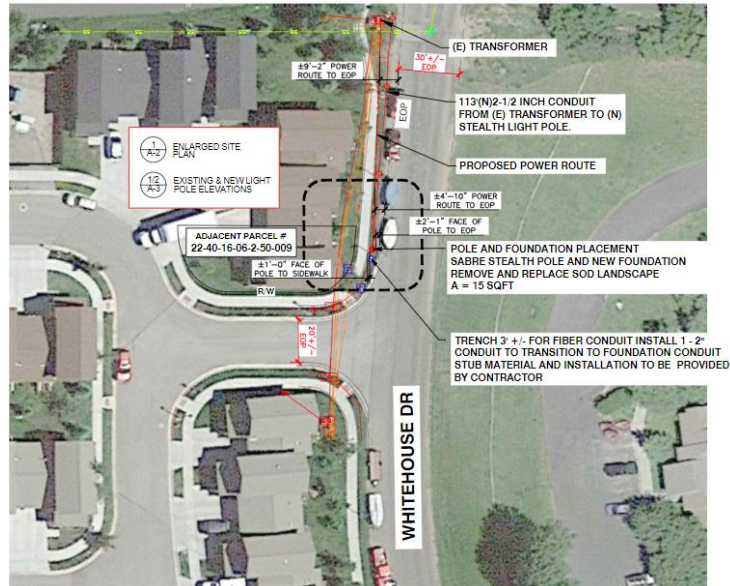 (E) TRANSFORMER
30'+/-
EOP
±9'-2" POWER
ROUTE TO EOP
113'(N)2-1/2 INCH CONDUIT
FROM (E) TRANSFORMER TO (N)
STEALTH LIGHT POLE.
EOP
1
A-2
ENLARGED SITE
PLAN
PROPOSED POWER ROUTE
1/2
A-3
EXISTING & NEW LIGHT
POLE ELEVATIONS
±4'-10" POWER
ROUTE TO EOP
±2'-1" FACE OF
POLE TO EOP
ADJACENT PARCEL #
22-40-16-06-2-50-009
POLE AND FOUNDATION PLACEMENT
SABRE STEALTH POLE AND NEW FOUNDATION
REMOVE AND REPLACE SOD LANDSCAPE
A = 15 SQFT
±1'-0" FACE OF
POLE TO SIDEWALK
R/W
20'+/-
EOP
TRENCH 3' +/- FOR FIBER CONDUIT INSTALL 1 - 2"
CONDUIT TO TRANSITION TO FOUNDATION CONDUIT
STUB MATERIAL AND INSTALLATION TO BE PROVIDED
BY CONTRACTOR
WHITEHOUSE DR